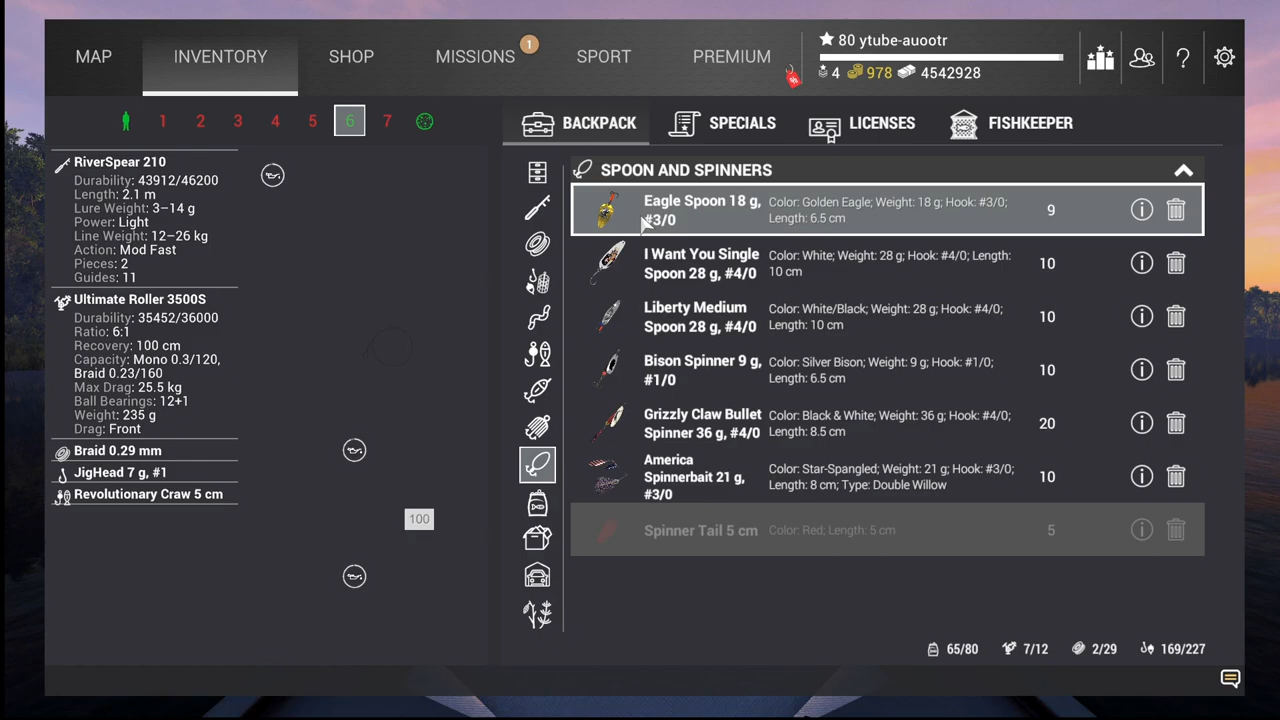 MAP
INVENTORY
SHOP
MISSIONS
1
SPORT
PREMIUM
80 ytube-auootr
4
978
4542928
1
2
3
4
5
6
7
BACKPACK
SPECIALS
LICENSES
FISHKEEPER
RiverSpear 210
Durability: 43912/46200
Length: 2.1 m
Lure Weight: 3–14 g
Power: Light
Line Weight: 12–26 kg
Action: Mod Fast
Pieces: 2
Guides: 11
Ultimate Roller 3500S
Durability: 35452/36000
Ratio: 6:1
Recovery: 100 cm
Capacity: Mono 0.3/120,
Braid 0.23/160
Max Drag: 25.5 kg
Ball Bearings: 12+1
Weight: 235 g
Drag: Front
Braid 0.29 mm
JigHead 7 g, #1
Revolutionary Craw 5 cm
100
SPOON AND SPINNERS
Eagle Spoon 18 g,
#3/0
Color: Golden Eagle; Weight: 18 g; Hook: #3/0;
Length: 6.5 cm
9
I Want You Single
Spoon 28 g, #4/0
Color: White; Weight: 28 g; Hook: #4/0; Length:
10 cm
10
Liberty Medium
Spoon 28 g, #4/0
Color: White/Black; Weight: 28 g; Hook: #4/0;
Length: 10 cm
10
Bison Spinner 9 g,
#1/0
Color: Silver Bison; Weight: 9 g; Hook: #1/0;
Length: 6.5 cm
10
Grizzly Claw Bullet
Spinner 36 g, #4/0
Color: Black & White; Weight: 36 g; Hook: #4/0;
Length: 8.5 cm
20
America
Spinnerbait 21 g,
#3/0
Color: Star-Spangled; Weight: 21 g; Hook: #3/0;
Length: 8 cm; Type: Double Willow
10
Spinner Tail 5 cm
Color: Red; Length: 5 cm
5
65/80
7/12
2/29
169/227